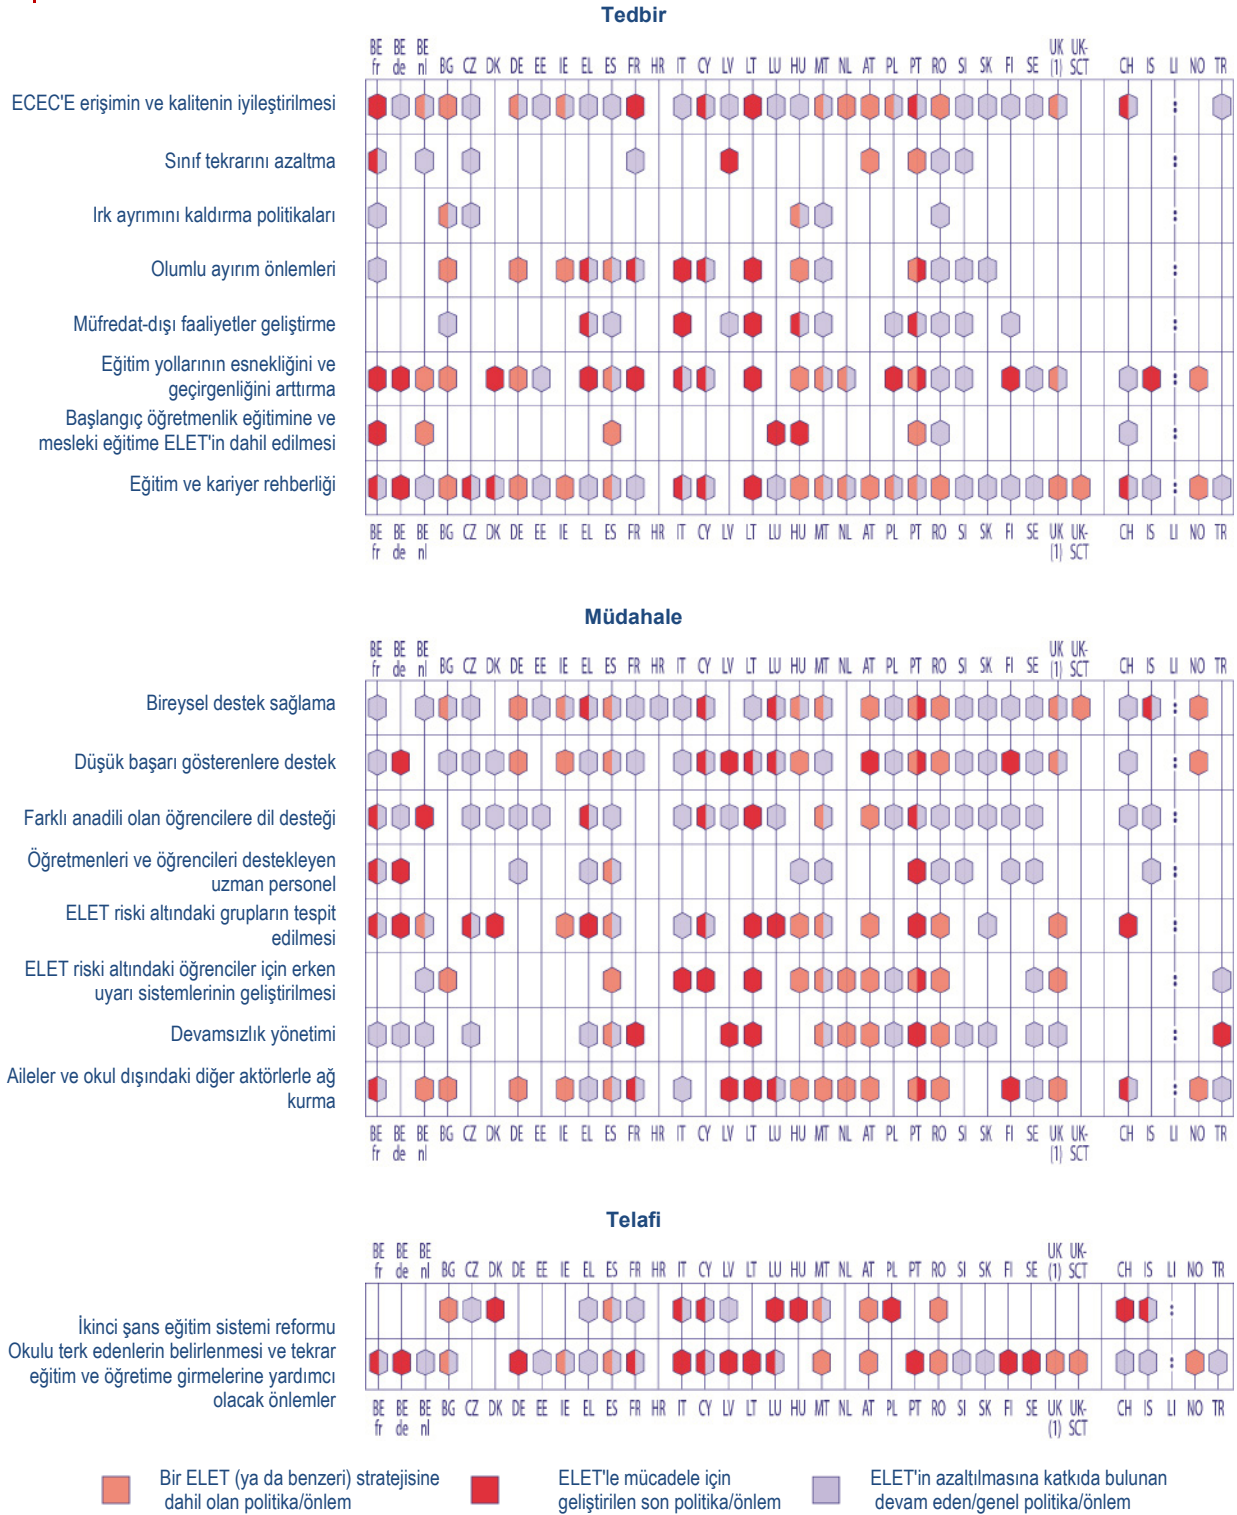 Tedbir
BE BE BE UK UK-
fr de nl BG CZ DK DE EE IE EL ES FR HR IT CY LV LT LU HU MT NL AT PL PT RO SI SK FI SE (1) SCT CH IS LI NO TR
ECEC'E erişimin ve kalitenin iyileştirilmesi
Sınıf tekrarını azaltma
Irk ayrımını kaldırma politikaları
Olumlu ayırım önlemleri
Müfredat-dışı faaliyetler geliştirme
Eğitim yollarının esnekliğini ve
geçirgenliğini arttırma
Başlangıç öğretmenlik eğitimine ve
mesleki eğitime ELET'in dahil edilmesi
Eğitim ve kariyer rehberliği
BE BE BE BG CZ DK DE EE IE EL ES FR HR IT CY LV LT LU HU MT NL AT PL PT RO SI SK FI SE UK UK- CH IS LI NO TR
fr de nl (1) SCT
Müdahale
BE BE BE UK UK-
fr de nl BG CZ DK DE EE IE EL ES FR HR IT CY LV LT LU HU MT NL AT PL PT RO SI SK FI SE (1) SCT CH IS LI NO TR
Bireysel destek sağlama
Düşük başarı gösterenlere destek
Farklı anadili olan öğrencilere dil desteği
Öğretmenleri ve öğrencileri destekleyen
uzman personel
ELET riski altındaki grupların tespit
edilmesi
ELET riski altındaki öğrenciler için erken
uyarı sistemlerinin geliştirilmesi
Devamsızlık yönetimi
Aileler ve okul dışındaki diğer aktörlerle ağ
kurma
BE BE BE BG CZ DK DE EE IE EL ES FR HR IT CY LV LT LU HU MT NL AT PL PT RO SI SK FI SE UK UK- CH IS LI NO TR
fr de nl (1) SCT
Telafi
BE BE BE UK UK-
fr de nl BG CZ DK DE EE IE EL ES FR HR IT CY LV LT LU HU MT NL AT PL PT RO SI SK FI SE (1) SCT CH IS LI NO TR
İkinci şans eğitim sistemi reformu
Okulu terk edenlerin belirlenmesi ve tekrar
eğitim ve öğretime girmelerine yardımcı
olacak önlemler
BE BE BE BG CZ DK DE EE IE EL ES FR HR IT CY LV LT LU HU MT NL AT PL PT RO SI SK FI SE UK UK- CH IS LI NO TR
fr de nl (1) SCT
Bir ELET (ya da benzeri) stratejisine
dahil olan politika/önlem
ELET'le mücadele için
geliştirilen son politika/önlem
ELET'in azaltılmasına katkıda bulunan
devam eden/genel politika/önlem